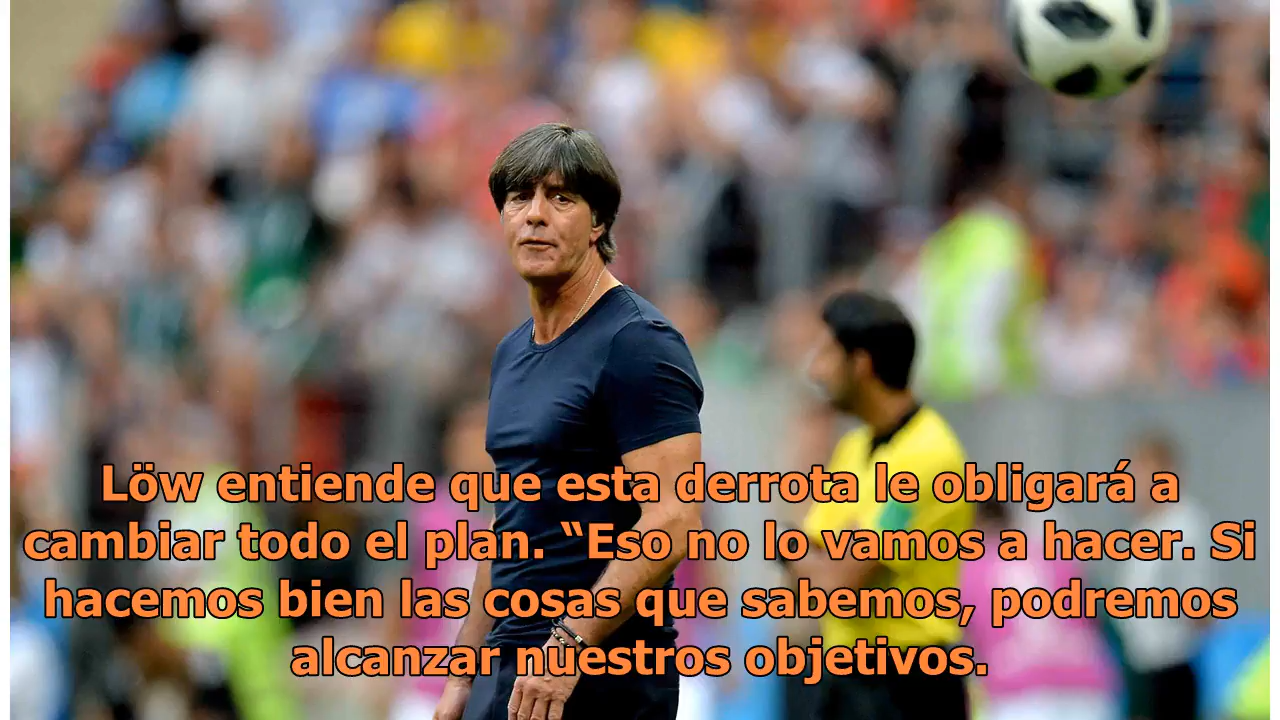 Löw entiende que esta derrota le obligará a
cambiar todo el plan. “Eso no lo vamos a hacer. Si
hacemos bien las cosas que sabemos, podremos
alcanzar nuestros objetivos.